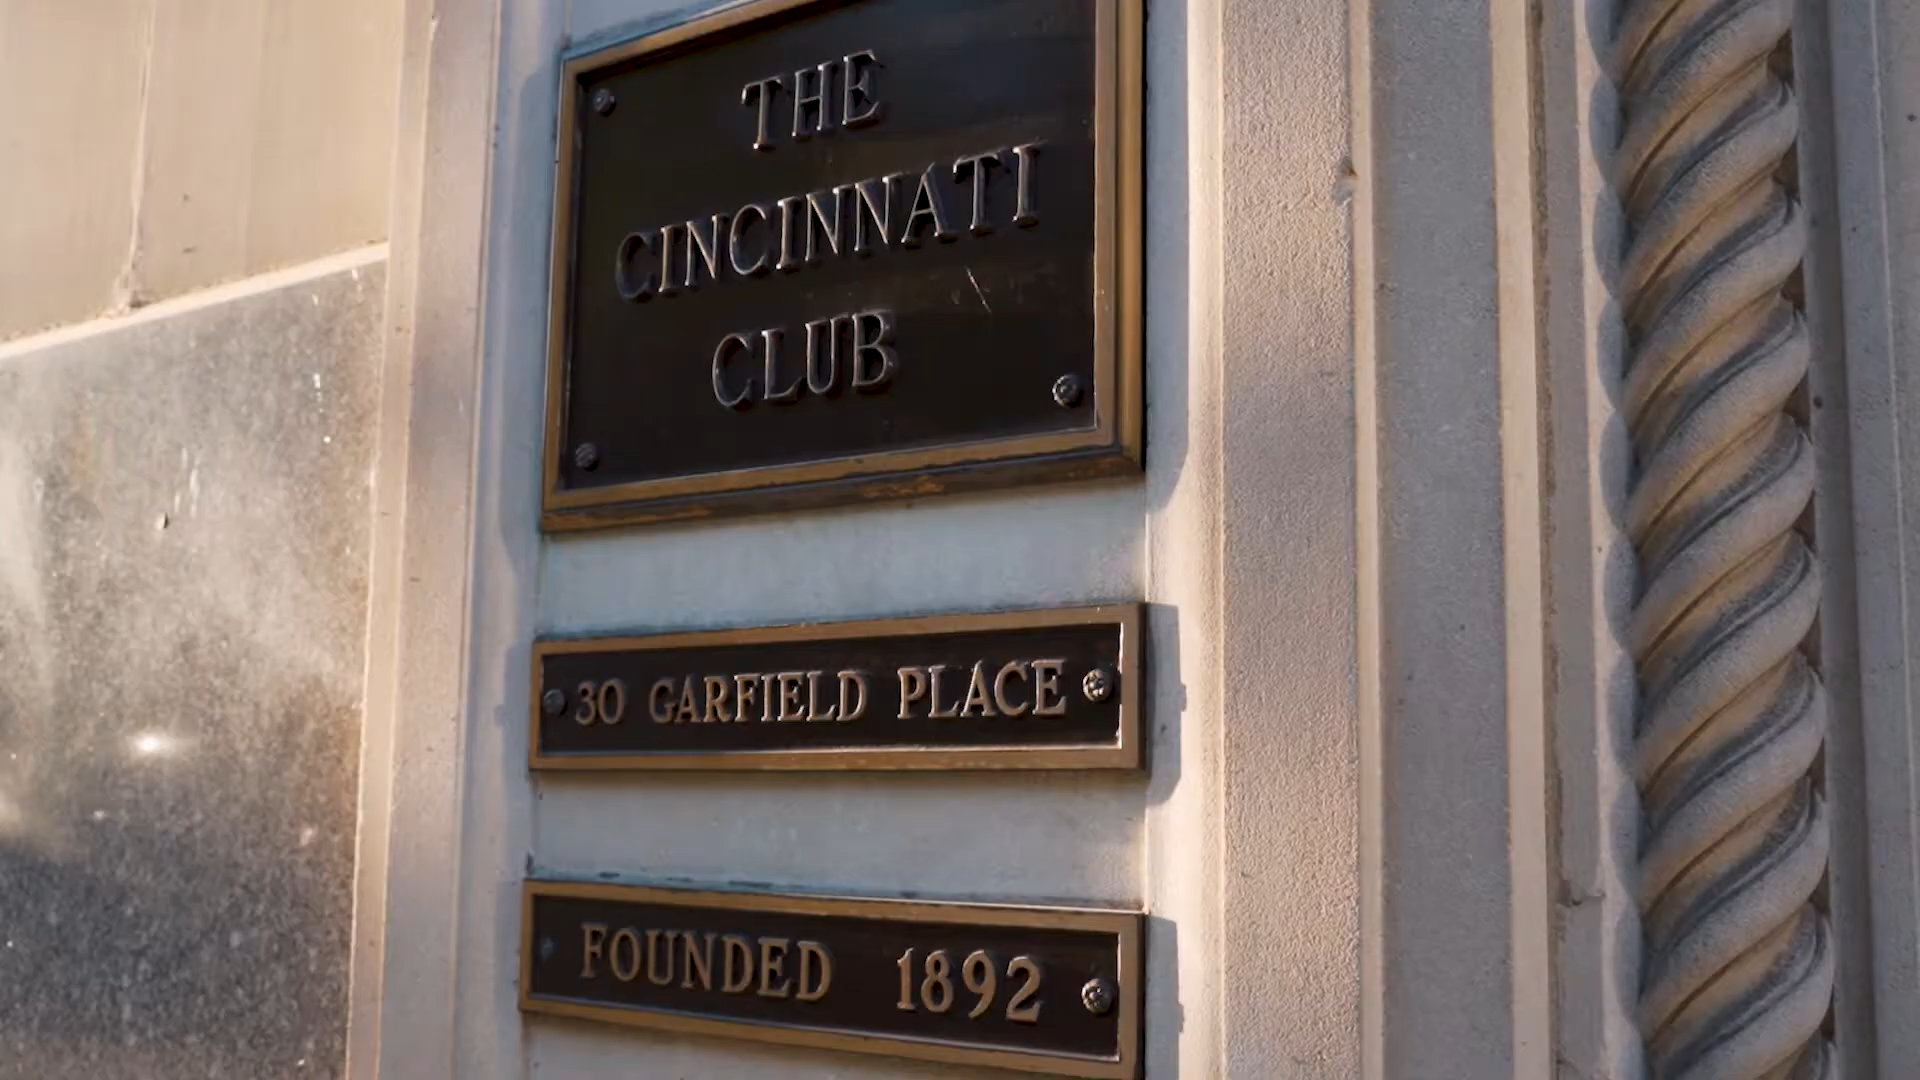 THE
CINCINNATI
CLUB
30 GARFIELD PLACE
FOUNDED 1892